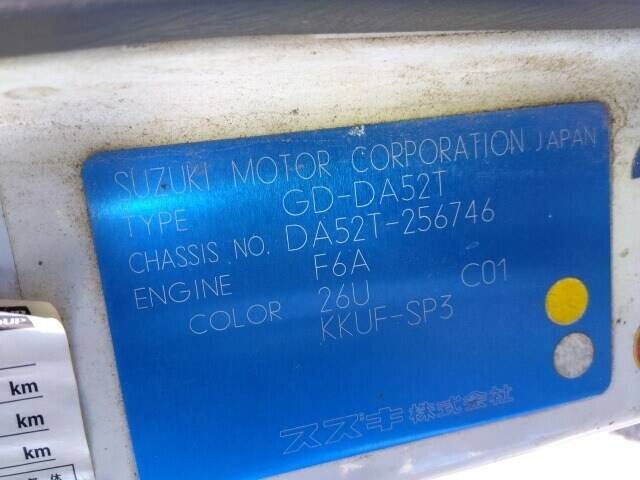 SUZUKI MOTOR CORPORATION JAPAN
TYPE GD-DA52T
CHASSIS NO. DA52T-256746
ENGINE F6A
COLOR 26U C01
KKUF-SP3
スズキ株式会社
km
km
km